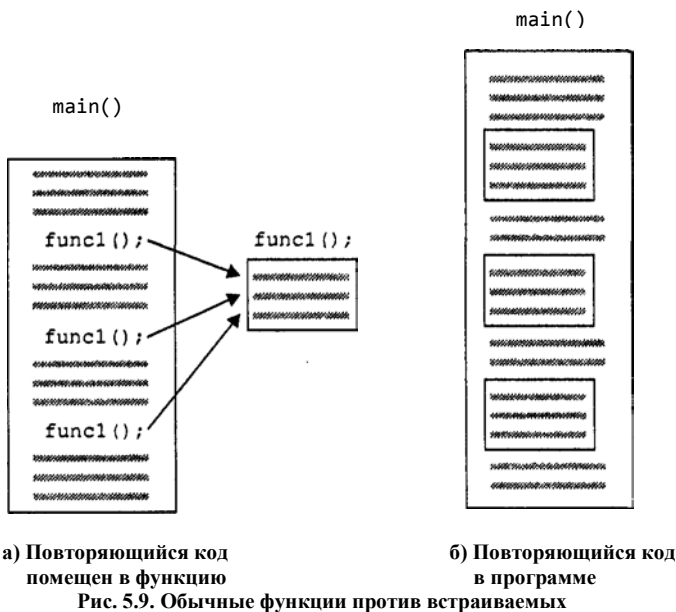 main()
func1();
func1();
func1();
func1();
а) Повторяющийся код
помещен в функцию
main()
б) Повторяющийся код
в программе
Рис. 5.9. Обычные функции против встраиваемых